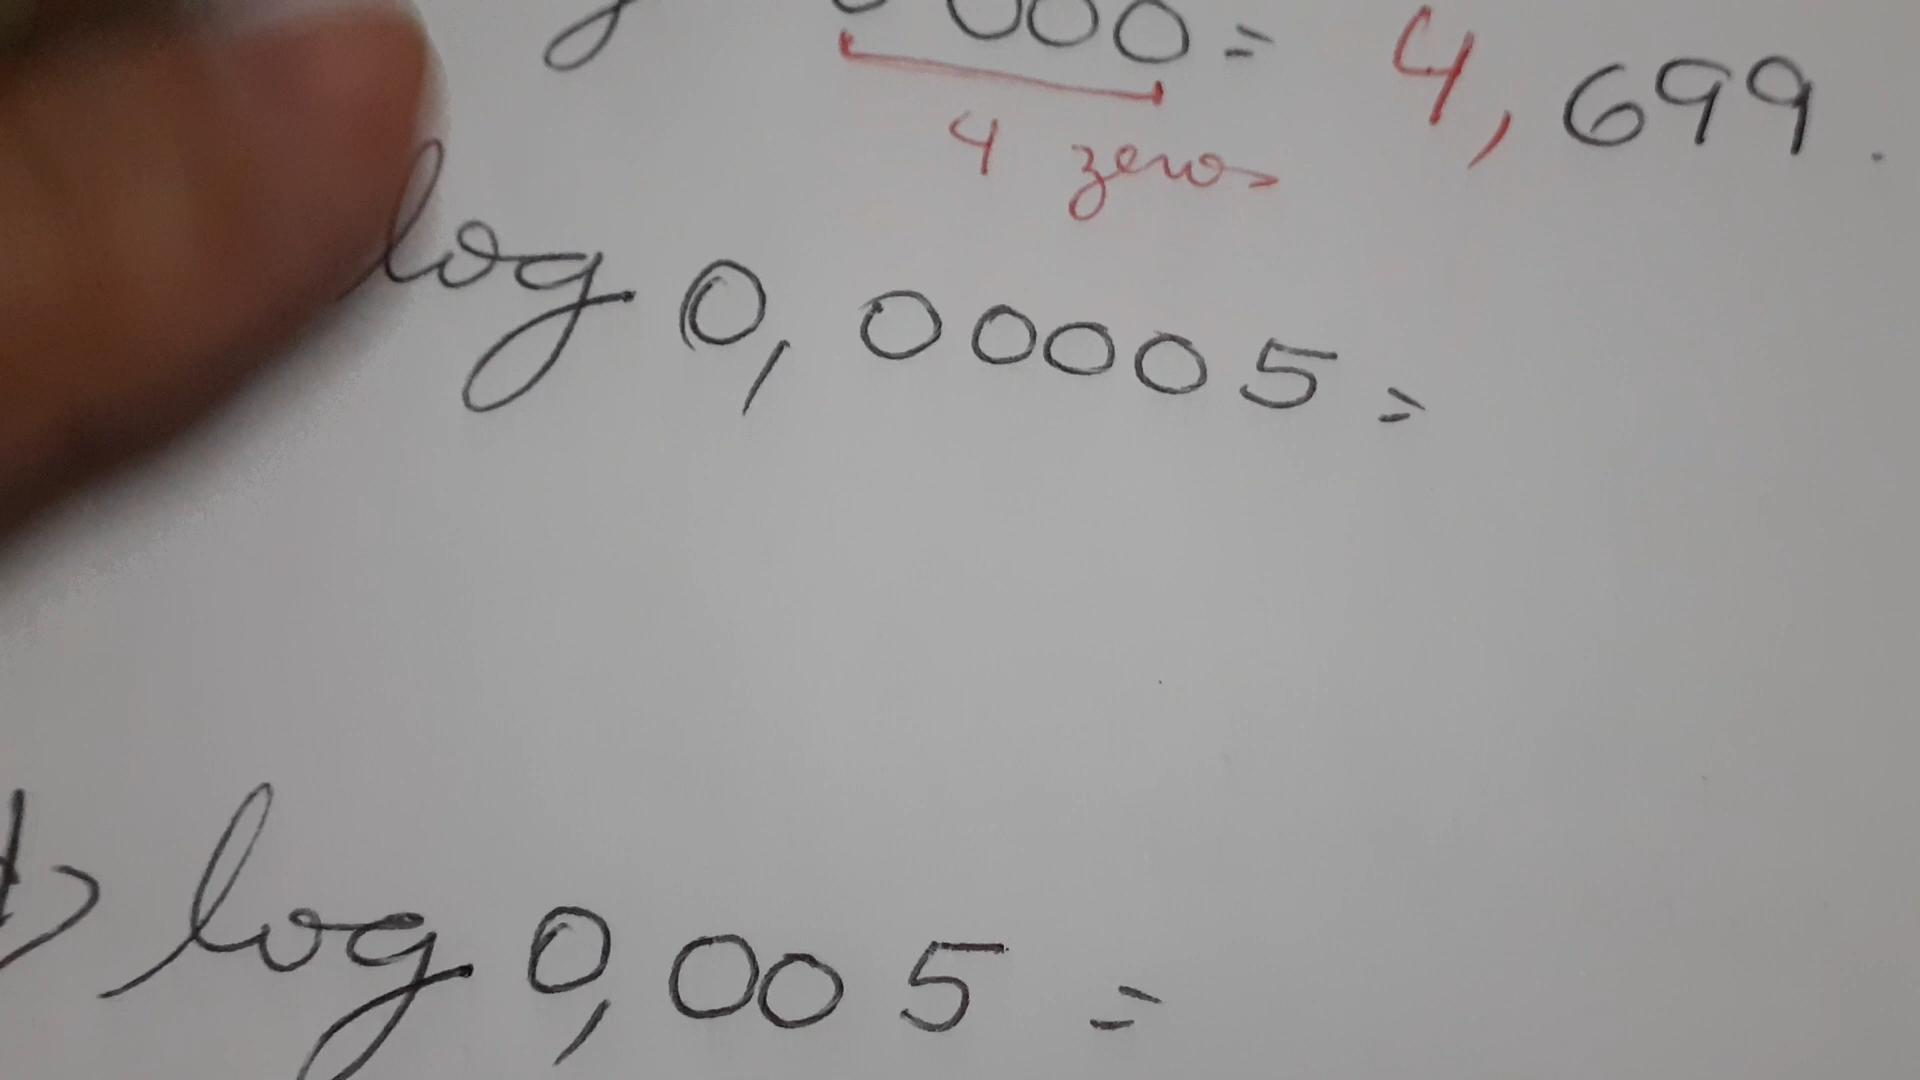 000 = 4,699.
4 zeros
log 0,00005 =
log 0,005 =